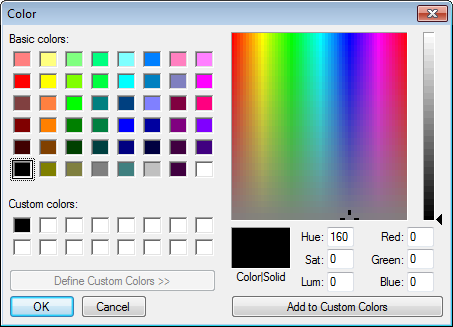 Color
Basic colors:
Custom colors:
Define Custom Colors >>
OK Cancel
Color|Solid
Hue: 160 Red: 0
Sat: 0 Green: 0
Lum: 0 Blue: 0
Add to Custom Colors